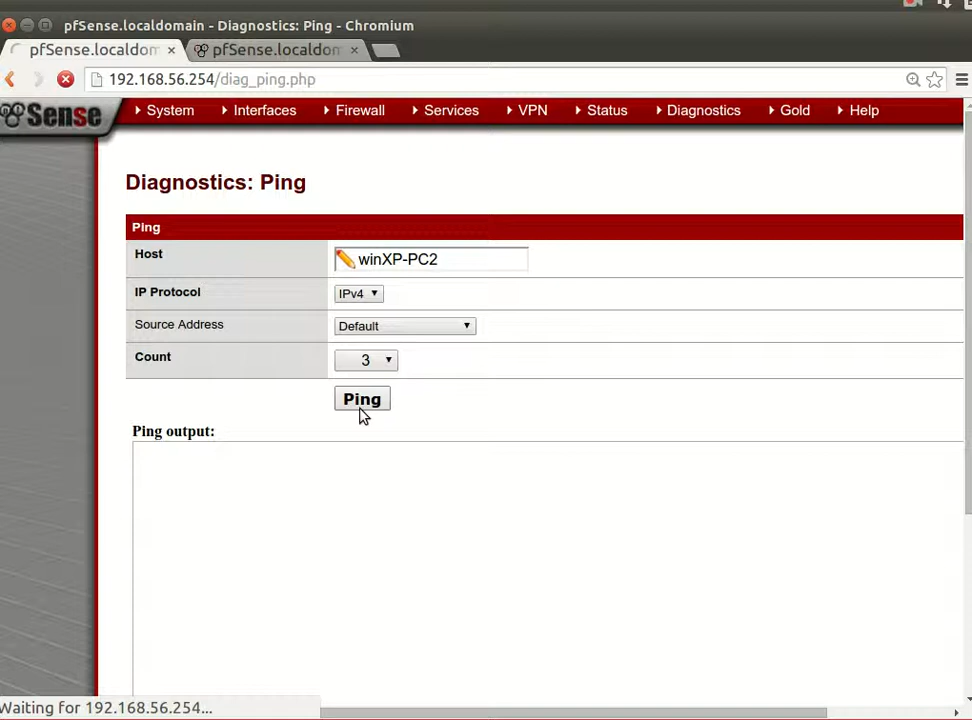 pfSense.localdomain - Diagnostics: Ping - Chromium
pfSense.localdom × pfSense.localdom ×
192.168.56.254/diag_ping.php
Sense System Interfaces Firewall Services VPN Status Diagnostics Gold Help
Diagnostics: Ping
Ping
Host winXP-PC2
IP Protocol IPv4
Source Address Default
Count 3
Ping
Ping output:
Waiting for 192.168.56.254...